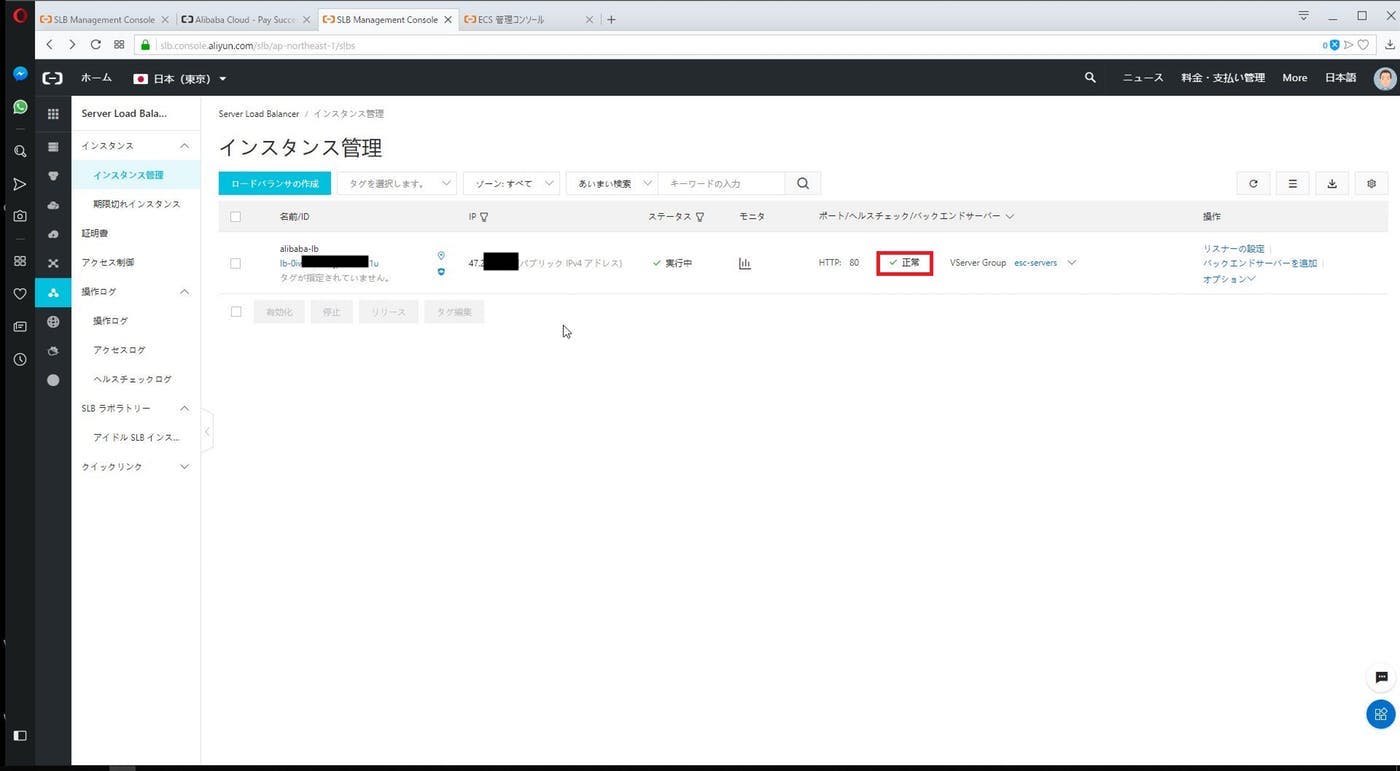 SLB Management Console
Alibaba Cloud - Pay Succe
SLB Management Console
ECS 管理コンソール
slb.console.aliyun.com/slb/ap-northeast-1/slbs
0
ホーム
日本（東京）
ニュース
料金・支払い管理
More
日本語
Server Load Bala...
インスタンス
インスタンス管理
期限切れインスタンス
証明書
アクセス制御
操作ログ
操作ログ
アクセスログ
ヘルスチェックログ
SLB ラボラトリー
アイドル SLB インス...
クイックリンク
Server Load Balancer / インスタンス管理
インスタンス管理
ロードバランサの作成
タグを選択します。
ゾーン: すべて
あいまい検索
キーワードの入力
名前/ID
IP
ステータス
モニタ
ポート/ヘルスチェック/バックエンドサーバー
操作
alibaba-lb
1u
タグが指定されていません。
47.
パブリック IPv4 アドレス)
実行中
HTTP: 80
正常
VServer Group
esc-servers
リスナーの設定
バックエンドサーバーを追加
オプション
有効化
停止
リリース
タグ編集